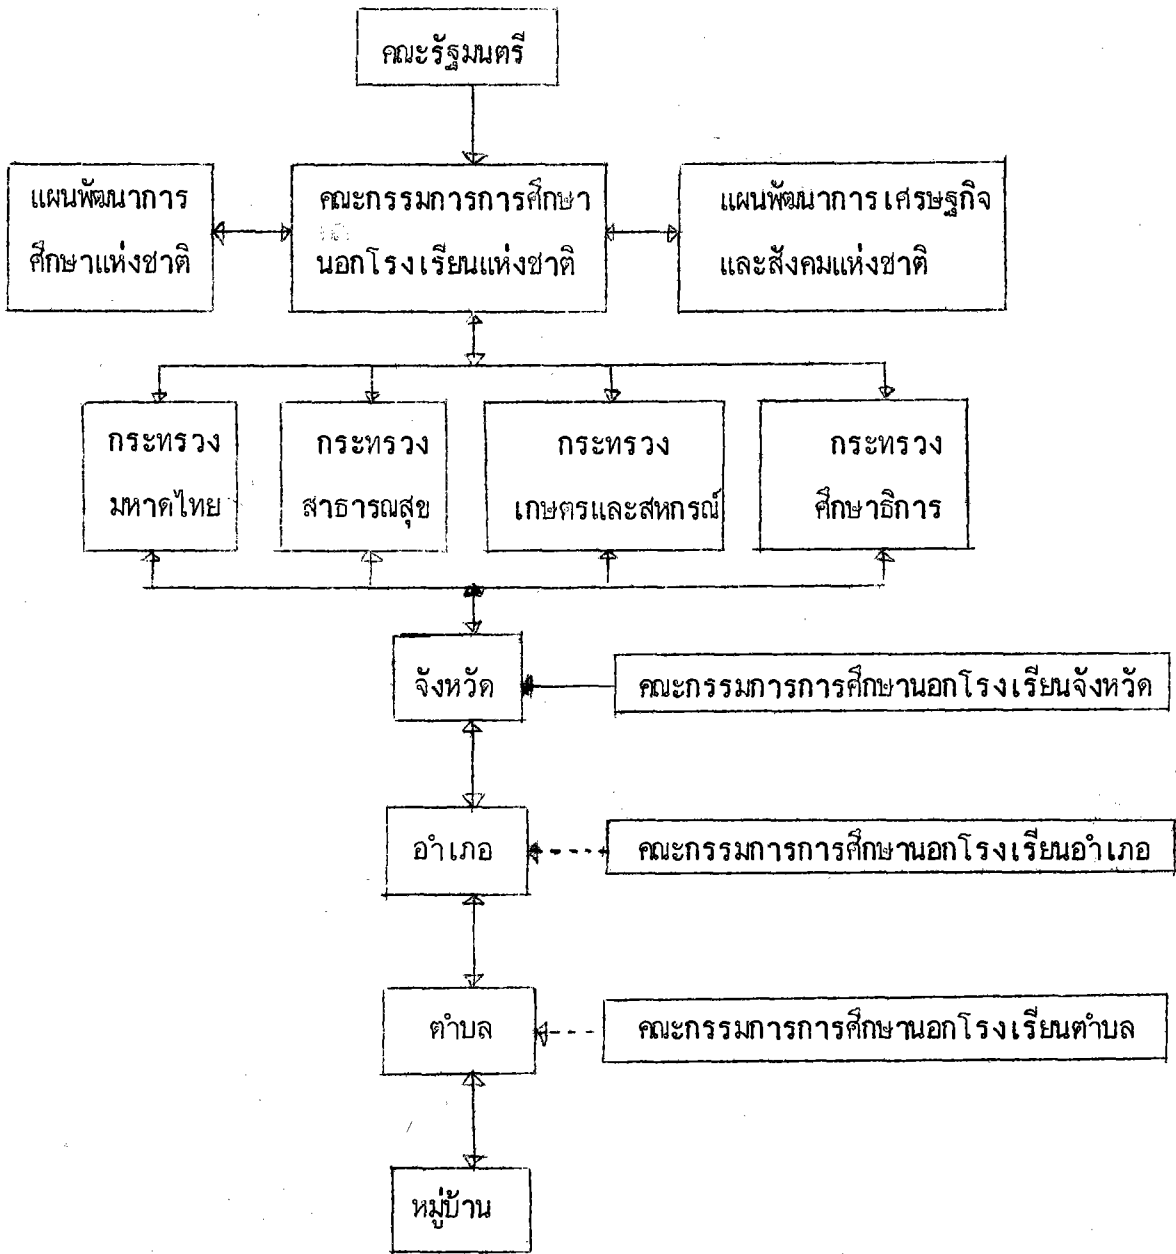 คณะรัฐมนตรี
แผนพัฒนาการ
ศึกษาแห่งชาติ
คณะกรรมการการศึกษา
นอกโรงเรียนแห่งชาติ
แผนพัฒนาการเศรษฐกิจ
และสังคมแห่งชาติ
กระทรวง
มหาดไทย
กระทรวง
สาธารณสุข
กระทรวง
เกษตรและสหกรณ์
กระทรวง
ศึกษาธิการ
จังหวัด
คณะกรรมการการศึกษานอกโรงเรียนจังหวัด
อำเภอ
คณะกรรมการการศึกษานอกโรงเรียนอำเภอ
ตำบล
คณะกรรมการการศึกษานอกโรงเรียนตำบล
หมู่บ้าน